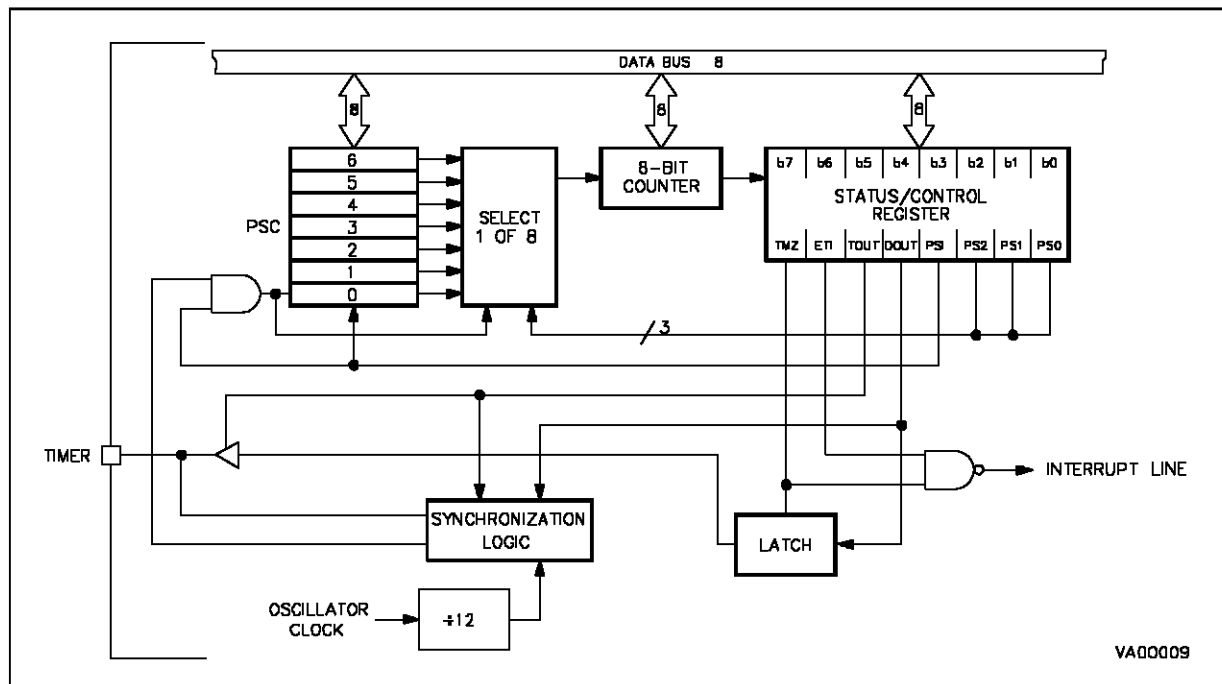 DATA BUS 8
8 8 8
6
5
4
3
2
1
0
PSC
SELECT
1 OF 8
8-BIT
COUNTER
b7 b6 b5 b4 b3 b2 b1 b0
STATUS/CONTROL
REGISTER
TMZ ETI TOUT DOUT PSI PS2 PS1 PS0
3
TIMER
SYNCHRONIZATION
LOGIC
LATCH
INTERRUPT LINE
OSCILLATOR
CLOCK
÷12
VA00009